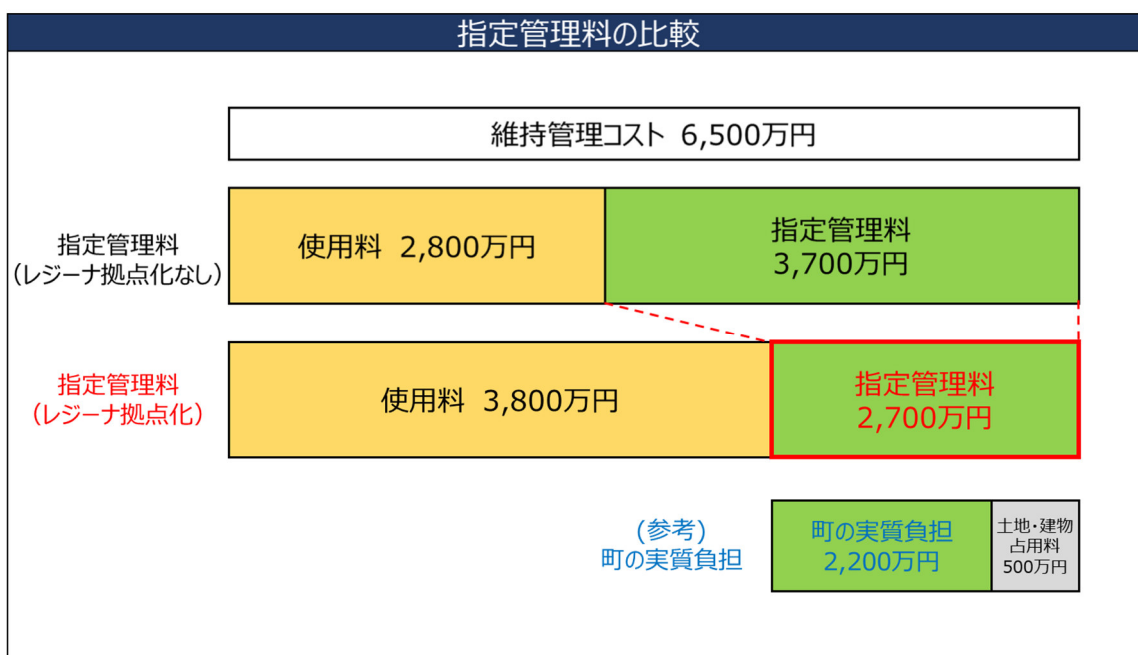 指定管理料の比較
維持管理コスト 6,500万円
指定管理料
（レジーナ拠点化なし）
使用料 2,800万円
指定管理料
3,700万円
指定管理料
（レジーナ拠点化）
使用料 3,800万円
指定管理料
2,700万円
(参考)
町の実質負担
町の実質負担
2,200万円
土地・建物
占用料
500万円